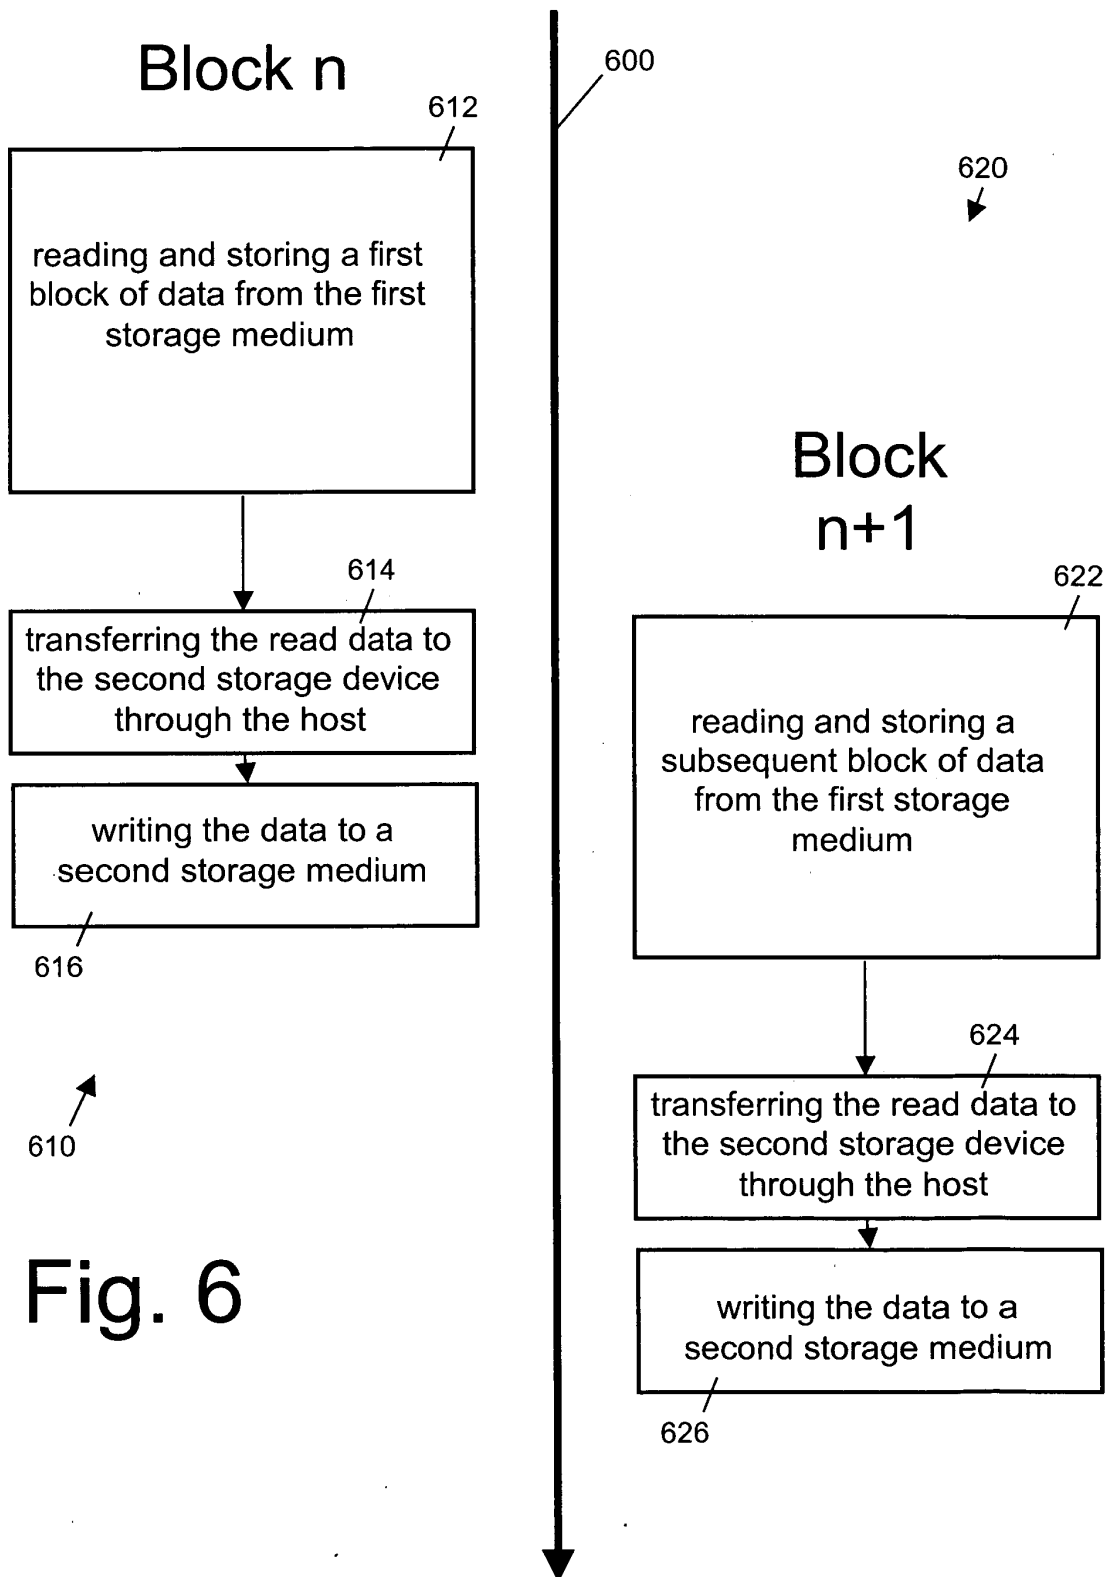 Block n
600
612
620
reading and storing a first
block of data from the first
storage medium
Block
n+1
614
622
transferring the read data to
the second storage device
through the host
reading and storing a
subsequent block of data
from the first storage
medium
writing the data to a
second storage medium
616
624
transferring the read data to
the second storage device
through the host
610
Fig. 6
writing the data to a
second storage medium
626